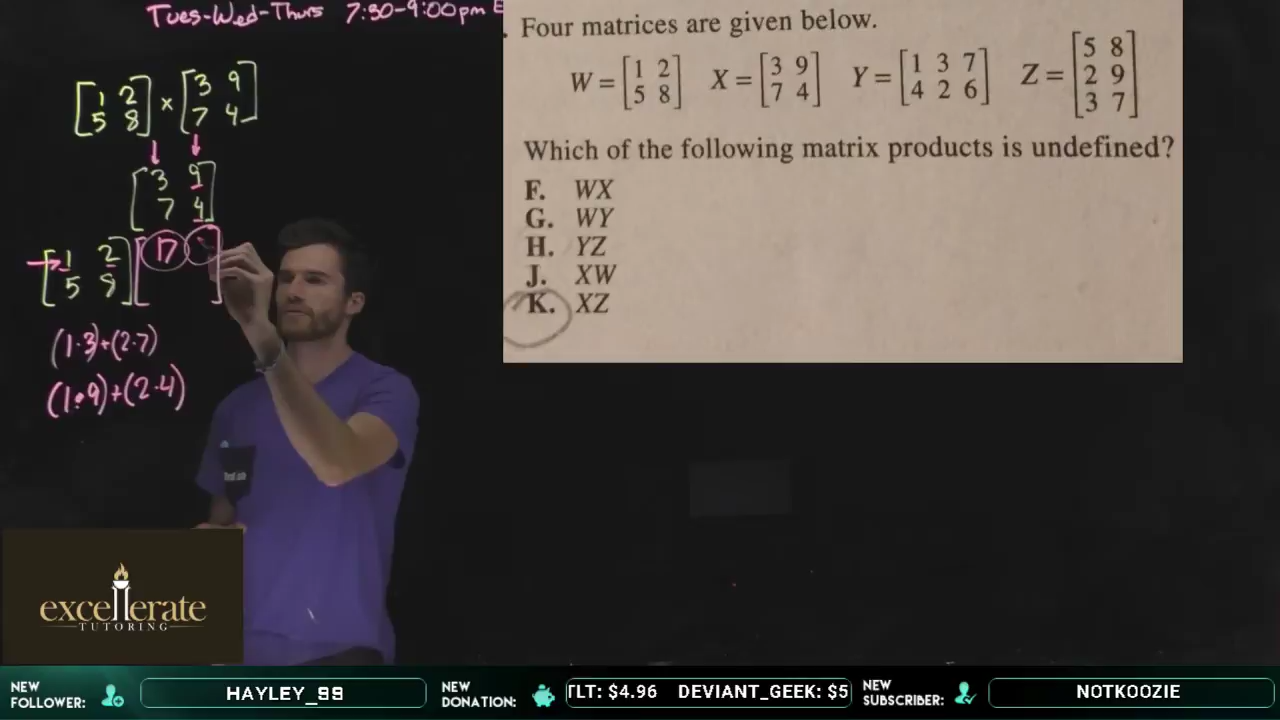 Tues-Wed-Thurs 7:30-9:00pm E
[1 2] × [3 9]
[5 8] [7 4]
[3 9]
[7 4]
[1 2] [17
[5 8]
(1·3)+(2·7)
(1·9)+(2·4)
. Four matrices are given below.
W = [1 2] X = [3 9] Y = [1 3 7] Z = [5 8]
[5 8] [7 4] [4 2 6] [2 9]
[3 7]
Which of the following matrix products is undefined?
F. WX
G. WY
H. YZ
J. XW
K. XZ
excellerate
TUTORING
NEW FOLLOWER:
HAYLEY_99
NEW DONATION:
TLT: $4.96 DEVIANT_GEEK: $5
NEW SUBSCRIBER:
NOTKOOZIE